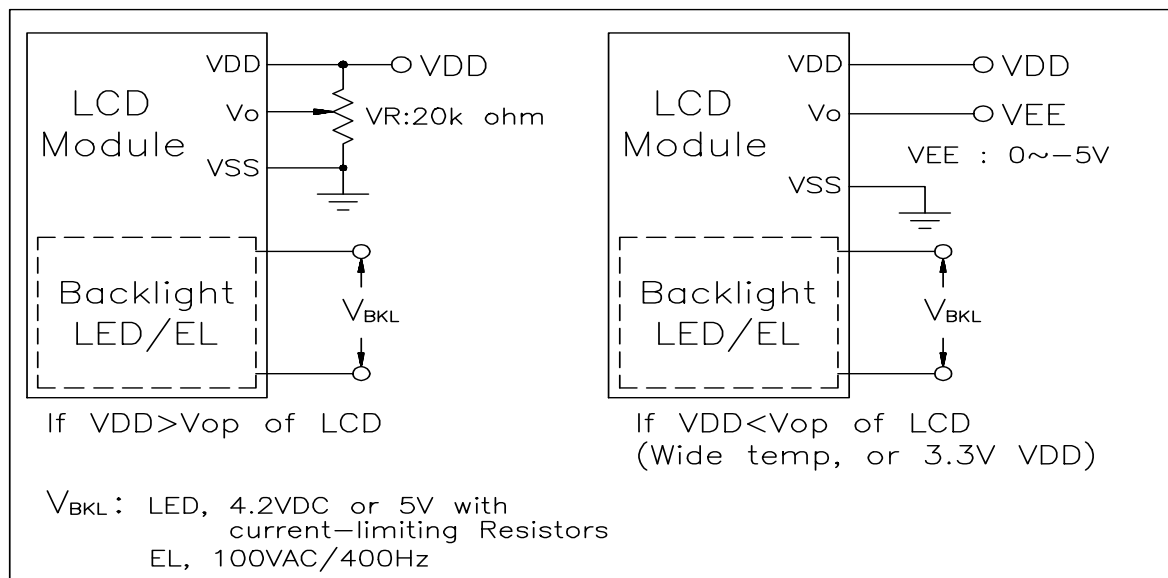 VDD
VDD
LCD
Module
Vo
VR:20k ohm
VSS
Backlight
LED/EL
VBKL
If VDD>Vop of LCD
VDD
VDD
LCD
Module
Vo
VEE
VEE : 0~-5V
VSS
Backlight
LED/EL
VBKL
If VDD<Vop of LCD
(Wide temp, or 3.3V VDD)
VBKL: LED, 4.2VDC or 5V with
current-limiting Resistors
EL, 100VAC/400Hz